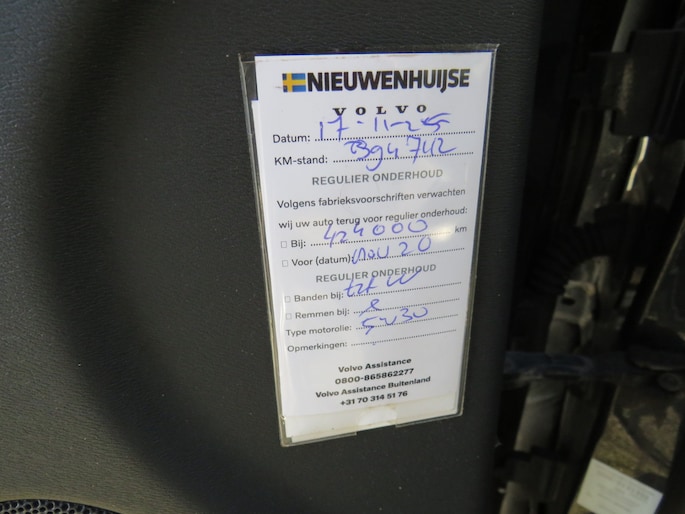 NIEUWENHUIJSE
VOLVO
Datum: 17-11-25
KM-stand: 394742
REGULIER ONDERHOUD
Volgens fabrieksvoorschriften verwachten
wij uw auto terug voor regulier onderhoud:
Bij: 424000 km
Voor (datum): nov 20
REGULIER ONDERHOUD
Banden bij:
Remmen bij:
Type motorolie: 5w30
Opmerkingen:
Volvo Assistance
0800-865862277
Volvo Assistance Buitenland
+31 70 314 51 76